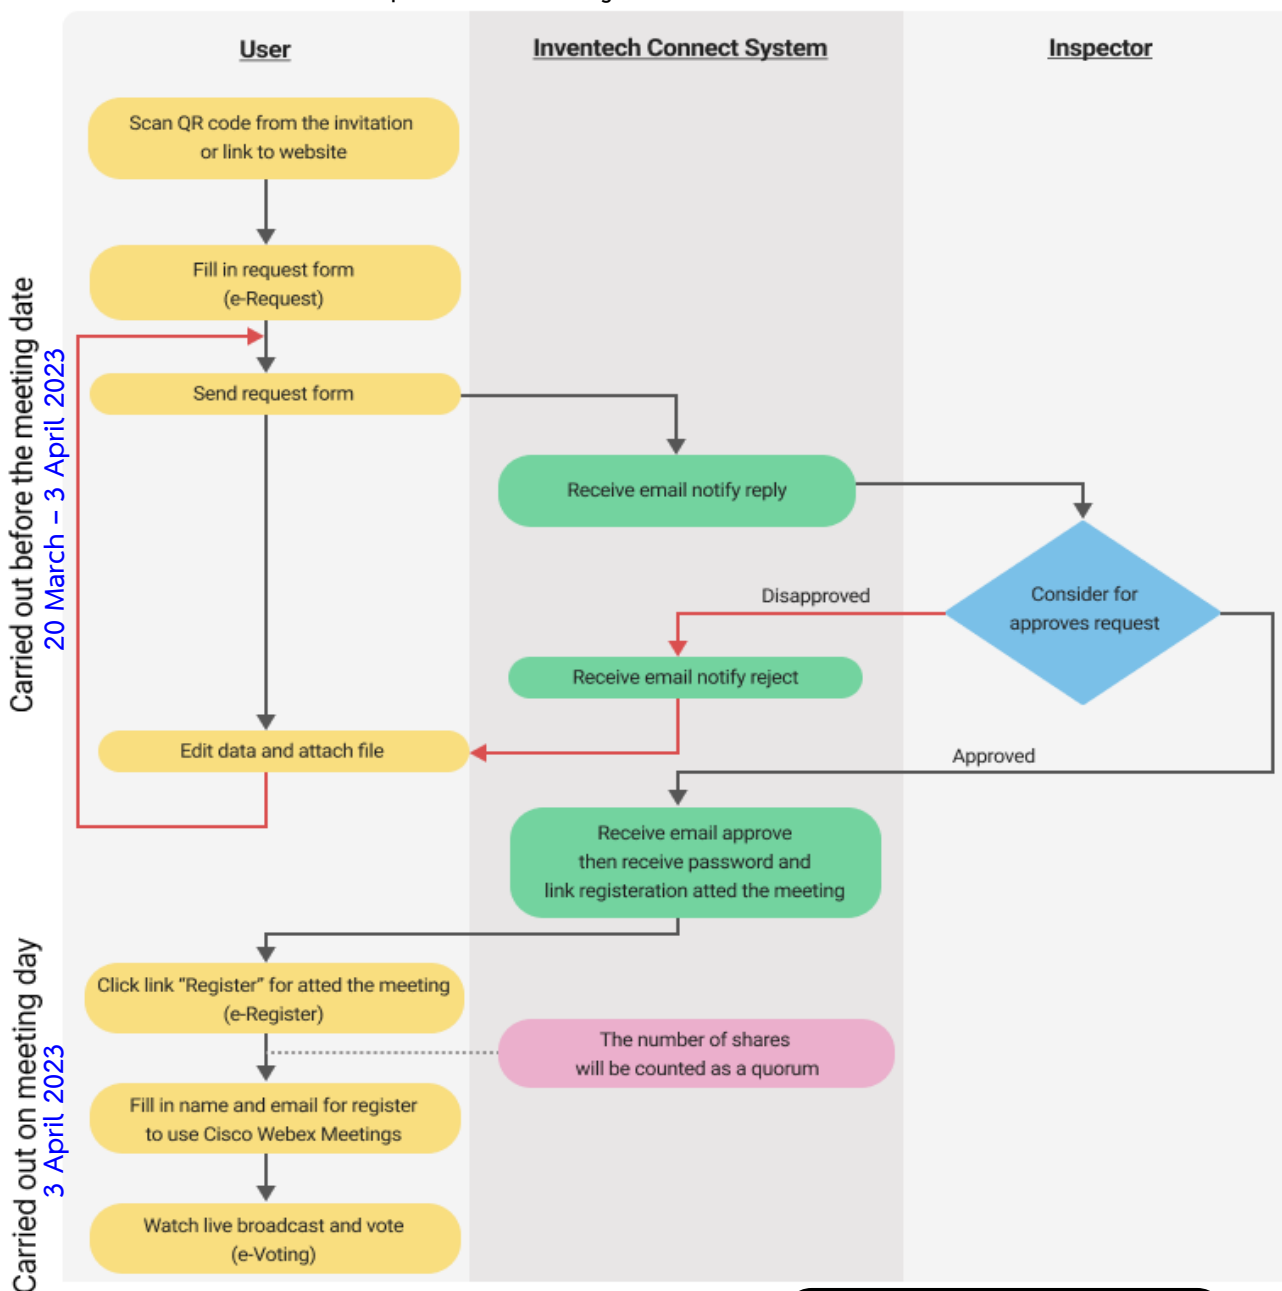 User
Inventech Connect System
Inspector
Scan QR code from the invitation
or link to website
Fill in request form
(e-Request)
Send request form
Receive email notify reply
Consider for
approves request
Disapproved
Receive email notify reject
Edit data and attach file
Approved
Receive email approve
then receive password and
link registeration atted the meeting
Click link “Register” for atted the meeting
(e-Register)
The number of shares
will be counted as a quorum
Fill in name and email for register
to use Cisco Webex Meetings
Watch live broadcast and vote
(e-Voting)
Carried out before the meeting date
20 March – 3 April 2023
Carried out on meeting day
3 April 2023